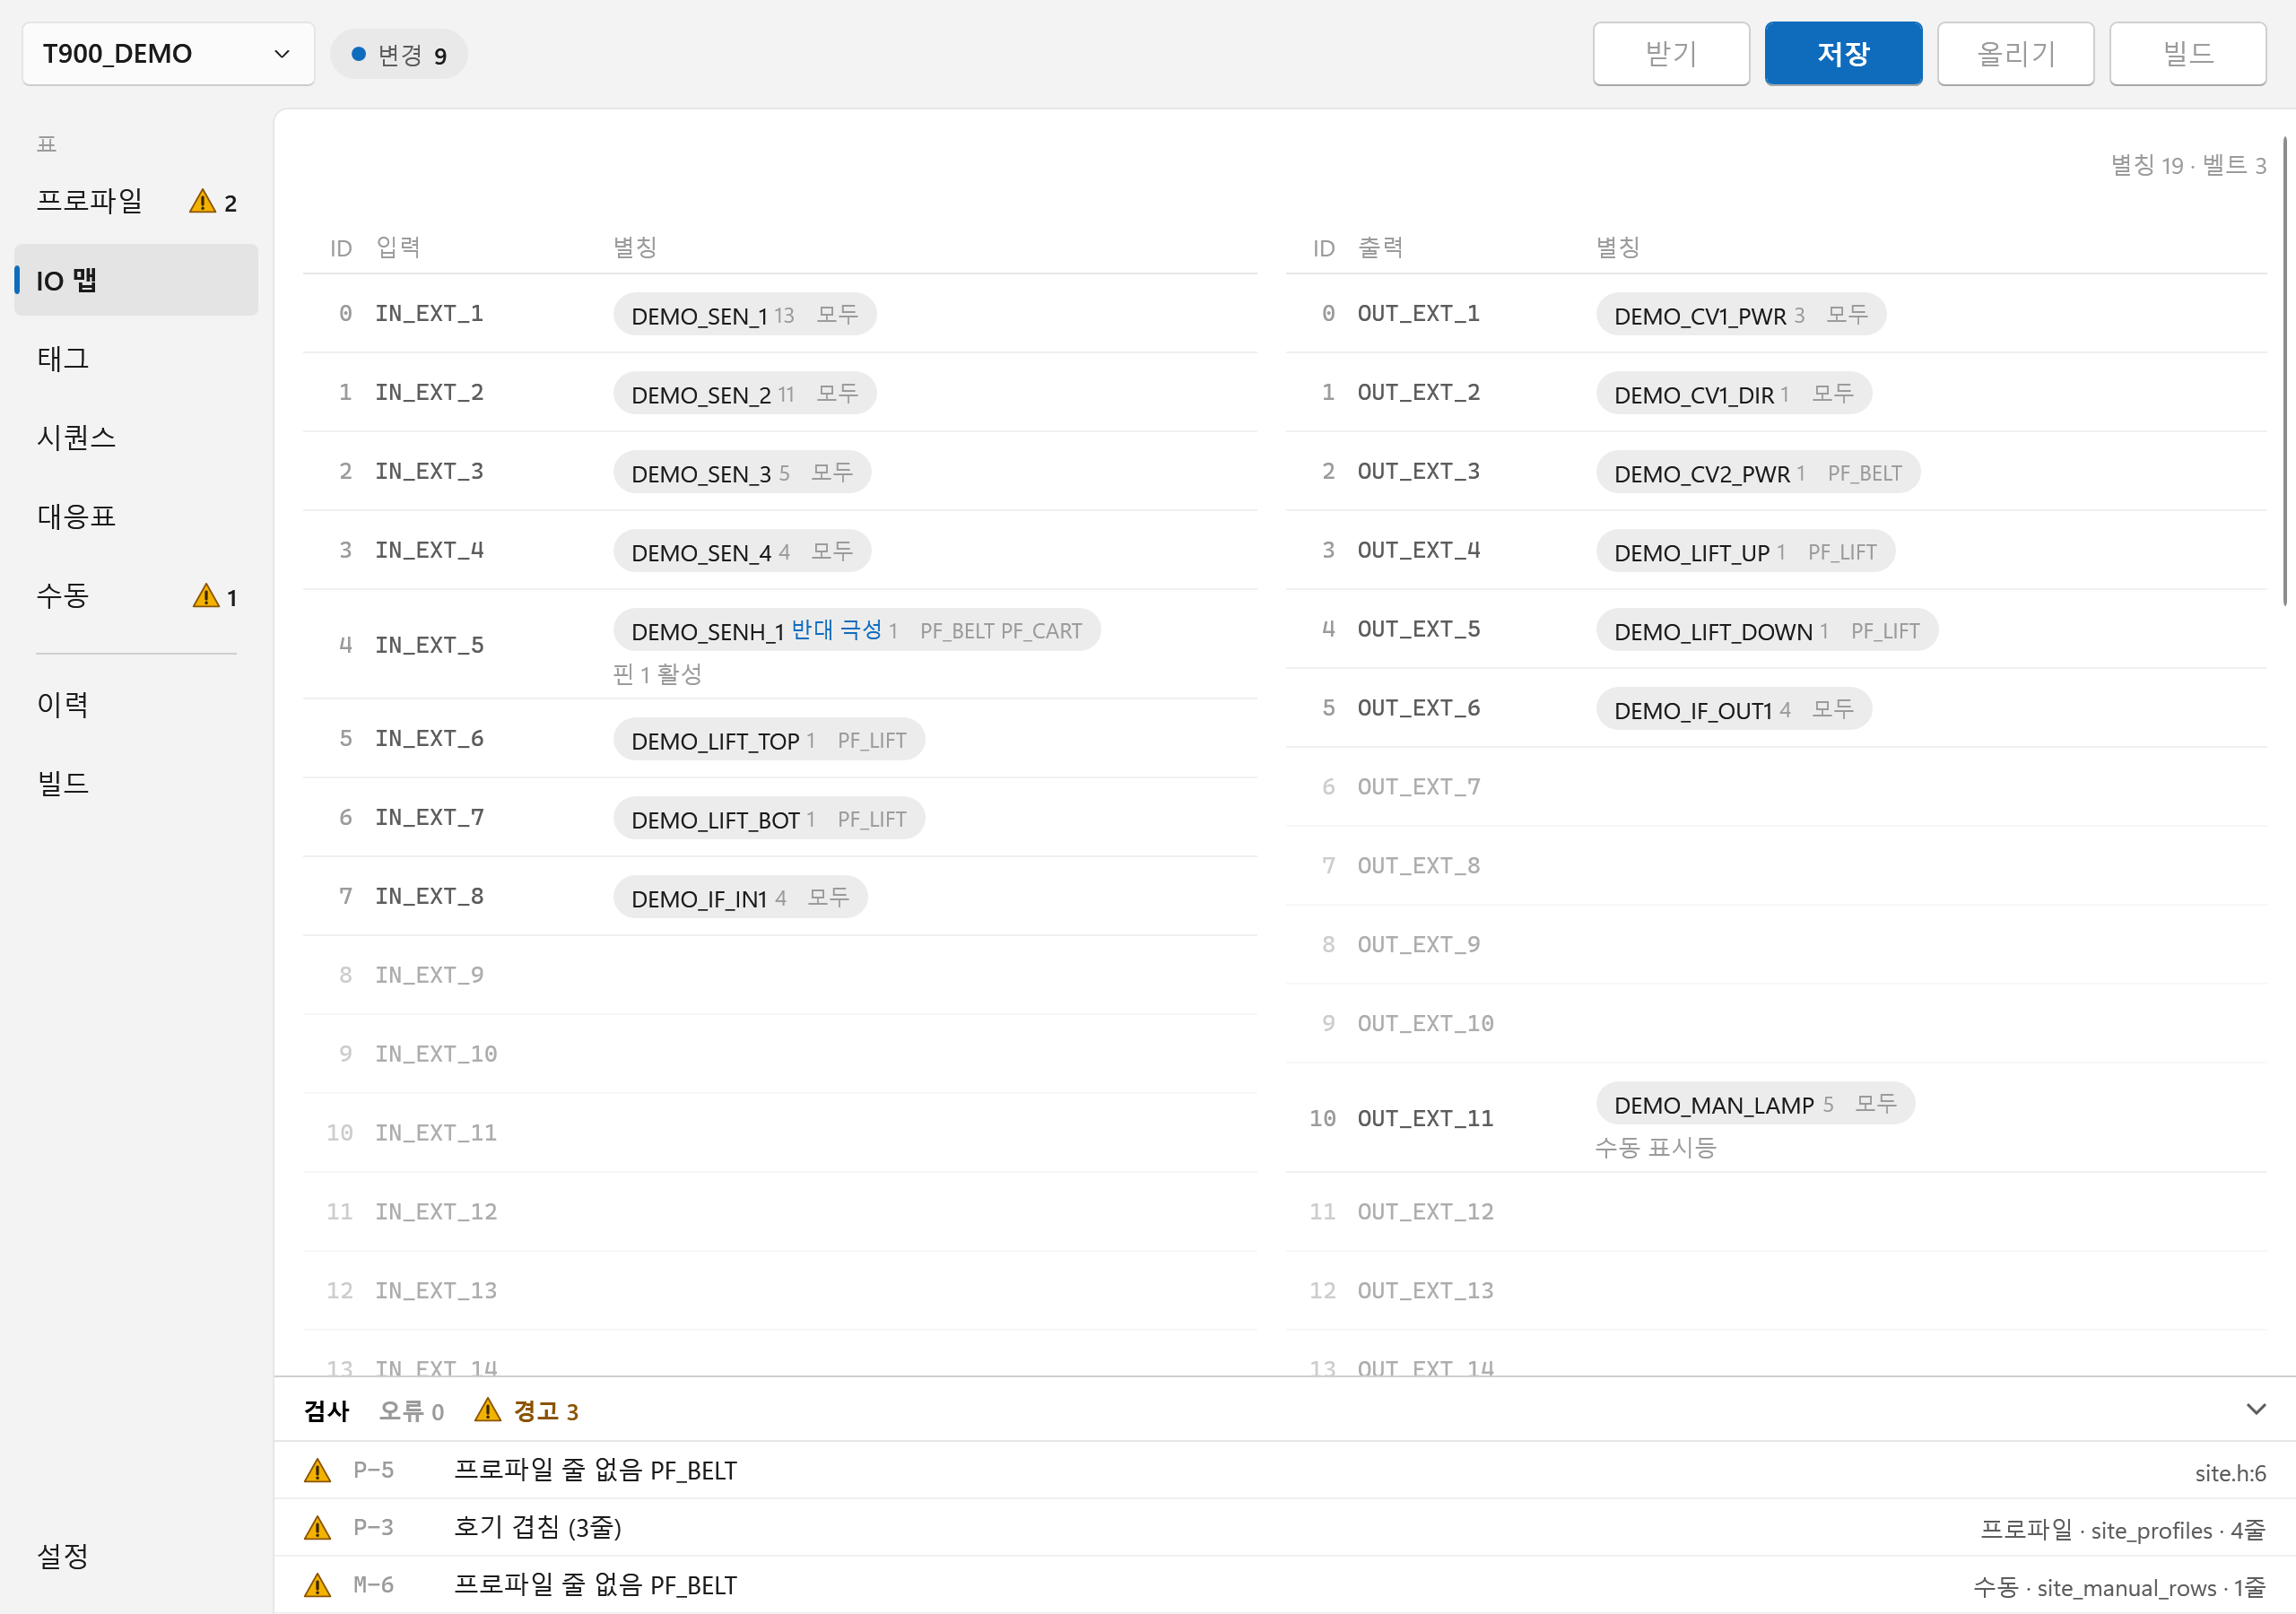 T900_DEMO 변경 9 받기 저장 올리기 빌드
표
프로파일 2
IO 맵
태그
시퀀스
대응표
수동 1
이력
빌드
설정
별칭 19 · 벨트 3
ID 입력 별칭
0 IN_EXT_1 DEMO_SEN_1 13 모두
1 IN_EXT_2 DEMO_SEN_2 11 모두
2 IN_EXT_3 DEMO_SEN_3 5 모두
3 IN_EXT_4 DEMO_SEN_4 4 모두
4 IN_EXT_5 DEMO_SENH_1 반대 극성 1 PF_BELT PF_CART
핀 1 활성
5 IN_EXT_6 DEMO_LIFT_TOP 1 PF_LIFT
6 IN_EXT_7 DEMO_LIFT_BOT 1 PF_LIFT
7 IN_EXT_8 DEMO_IF_IN1 4 모두
8 IN_EXT_9
9 IN_EXT_10
10 IN_EXT_11
11 IN_EXT_12
12 IN_EXT_13
13 IN_EXT_14
ID 출력 별칭
0 OUT_EXT_1 DEMO_CV1_PWR 3 모두
1 OUT_EXT_2 DEMO_CV1_DIR 1 모두
2 OUT_EXT_3 DEMO_CV2_PWR 1 PF_BELT
3 OUT_EXT_4 DEMO_LIFT_UP 1 PF_LIFT
4 OUT_EXT_5 DEMO_LIFT_DOWN 1 PF_LIFT
5 OUT_EXT_6 DEMO_IF_OUT1 4 모두
6 OUT_EXT_7
7 OUT_EXT_8
8 OUT_EXT_9
9 OUT_EXT_10
10 OUT_EXT_11 DEMO_MAN_LAMP 5 모두
수동 표시등
11 OUT_EXT_12
12 OUT_EXT_13
13 OUT_EXT_14
검사 오류 0 경고 3
P-5 프로파일 줄 없음 PF_BELT site.h:6
P-3 호기 겹침 (3줄) 프로파일 · site_profiles · 4줄
M-6 프로파일 줄 없음 PF_BELT 수동 · site_manual_rows · 1줄